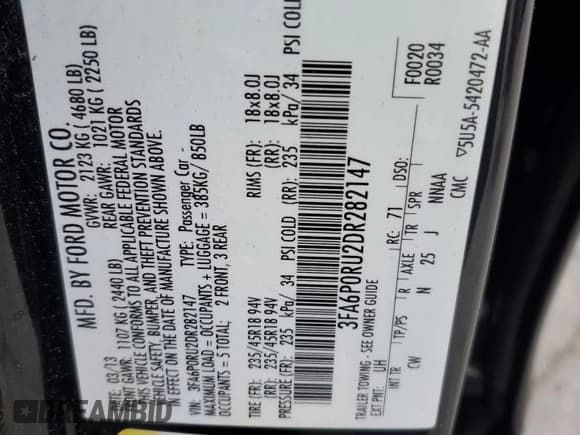 MFD. BY FORD MOTOR CO.
03/13 GVWR: 2123 KG ( 4680 LB)
FRONT GAWR: 1107 KG ( 2440 LB) REAR GAWR: 1021 KG ( 2250 LB)
THIS VEHICLE CONFORMS TO ALL APPLICABLE FEDERAL MOTOR
VEHICLE SAFETY, BUMPER, AND THEFT PREVENTION STANDARDS
IN EFFECT ON THE DATE OF MANUFACTURE SHOWN ABOVE.
VIN: 3FA6P0RU2DR282147 TYPE: Passenger Car -
MAXIMUM LOAD = OCCUPANTS + LUGGAGE = 385KG/ 850LB
OCCUPANTS = 5 TOTAL: 2 FRONT, 3 REAR
TIRE (FR): 235/45R18 94V RIMS (FR): 18x8.0J
(RR): 235/45R18 94V (RR): 18x8.0J
PRESSURE (FR): 235 kPa/ 34 PSI COLD (RR): 235 kPa/ 34 PSI COLD
3FA6P0RU2DR282147
TRAILER TOWING - SEE OWNER GUIDE
F0020
R0034
EXT PNT: UH RC: 71 DSO:
INT TR TP/PS R AXLE TR SPR
CW N 25 J NNAA
CMC ▽5U5A-5420472-AA
BLEAMBID